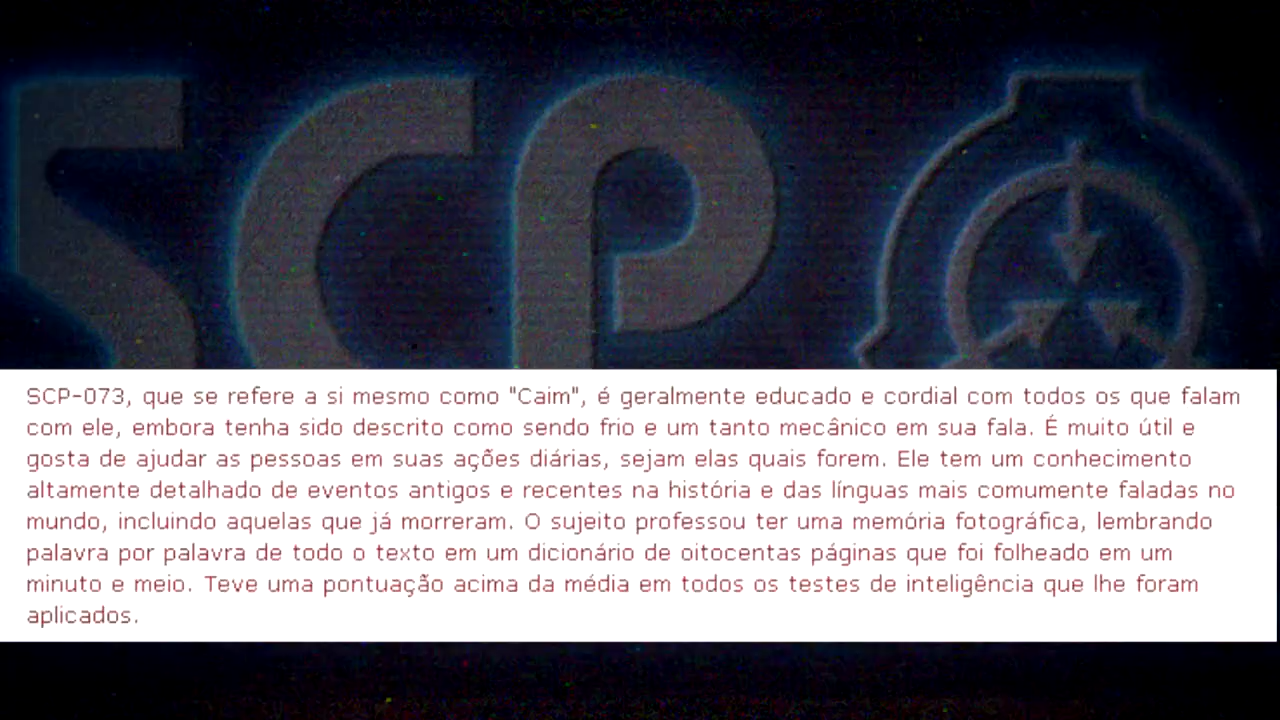 SCP
SCP-073, que se refere a si mesmo como "Caim", é geralmente educado e cordial com todos os que falam
com ele, embora tenha sido descrito como sendo frio e um tanto mecânico em sua fala. É muito útil e
gosta de ajudar as pessoas em suas ações diárias, sejam elas quais forem. Ele tem um conhecimento
altamente detalhado de eventos antigos e recentes na história e das línguas mais comumente faladas no
mundo, incluindo aquelas que já morreram. O sujeito professou ter uma memória fotográfica, lembrando
palavra por palavra de todo o texto em um dicionário de oitocentas páginas que foi folheado em um
minuto e meio. Teve uma pontuação acima da média em todos os testes de inteligência que lhe foram
aplicados.